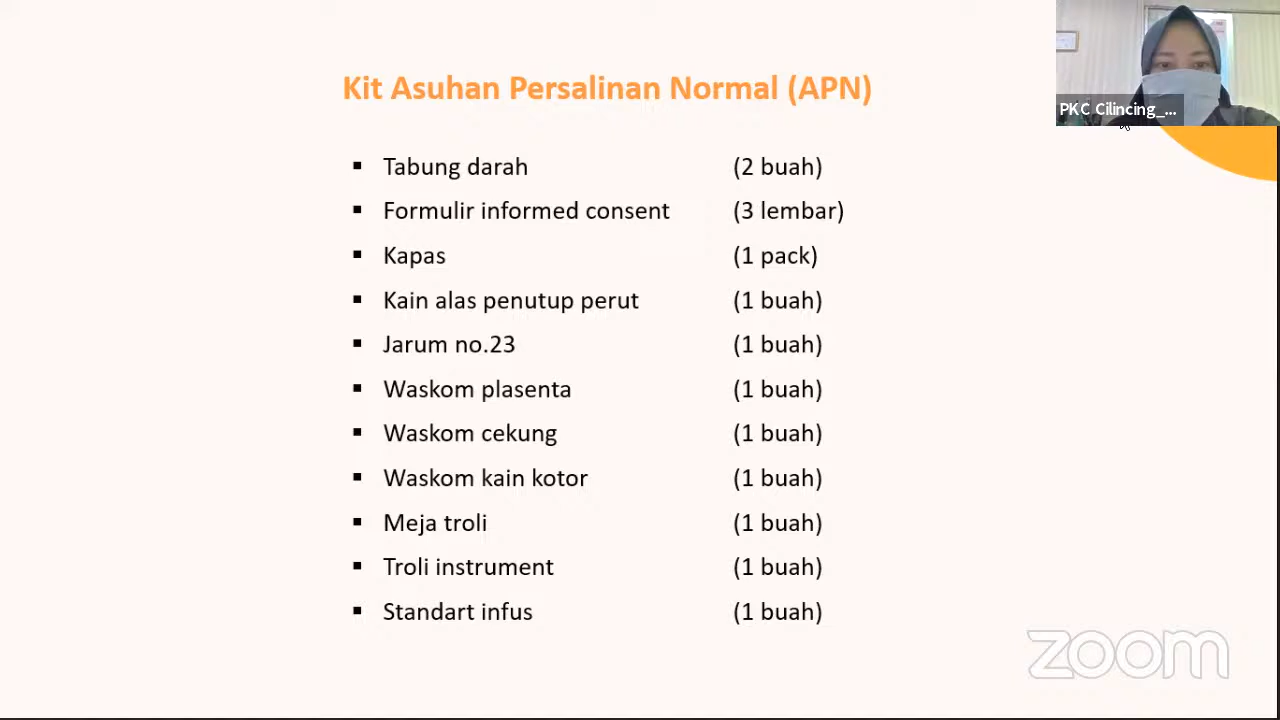 Kit Asuhan Persalinan Normal (APN)
PKC Cilincing_...
▪ Tabung darah (2 buah)
▪ Formulir informed consent (3 lembar)
▪ Kapas (1 pack)
▪ Kain alas penutup perut (1 buah)
▪ Jarum no.23 (1 buah)
▪ Waskom plasenta (1 buah)
▪ Waskom cekung (1 buah)
▪ Waskom kain kotor (1 buah)
▪ Meja troli (1 buah)
▪ Troli instrument (1 buah)
▪ Standart infus (1 buah)
zoom